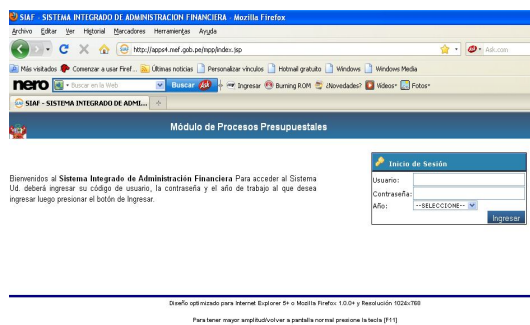 SIAF - SISTEMA INTEGRADO DE ADMINISTRACION FINANCIERA - Mozilla Firefox
Archivo Editar Ver Historial Marcadores Herramientas Ayuda
http://apps4.mef.gob.pe/mpp/index.jsp
Ask.com
Más visitados Comenzar a usar Firef... Últimas noticias Personalizar vínculos Hotmail gratuito Windows Windows Media
nero Buscar en la Web Buscar Ingresar Burning ROM ¿Novedades? Videos Fotos
SIAF - SISTEMA INTEGRADO DE ADMI...
Módulo de Procesos Presupuestales
Inicio de Sesión
Bienvenidos al Sistema Integrado de Administración Financiera Para acceder al Sistema
Ud. deberá ingresar su código de usuario, la contraseña y el año de trabajo al que desea
ingresar luego presionar el botón de Ingresar.
Usuario:
Contraseña:
Año: --SELECCIONE--
Ingresar
Diseño optimizado para Internet Explorer 5+ o Mozilla Firefox 1.0.0+ y Resolución 1024x768
Para tener mayor amplitud/volver a pantalla normal presione la tecla [F11]